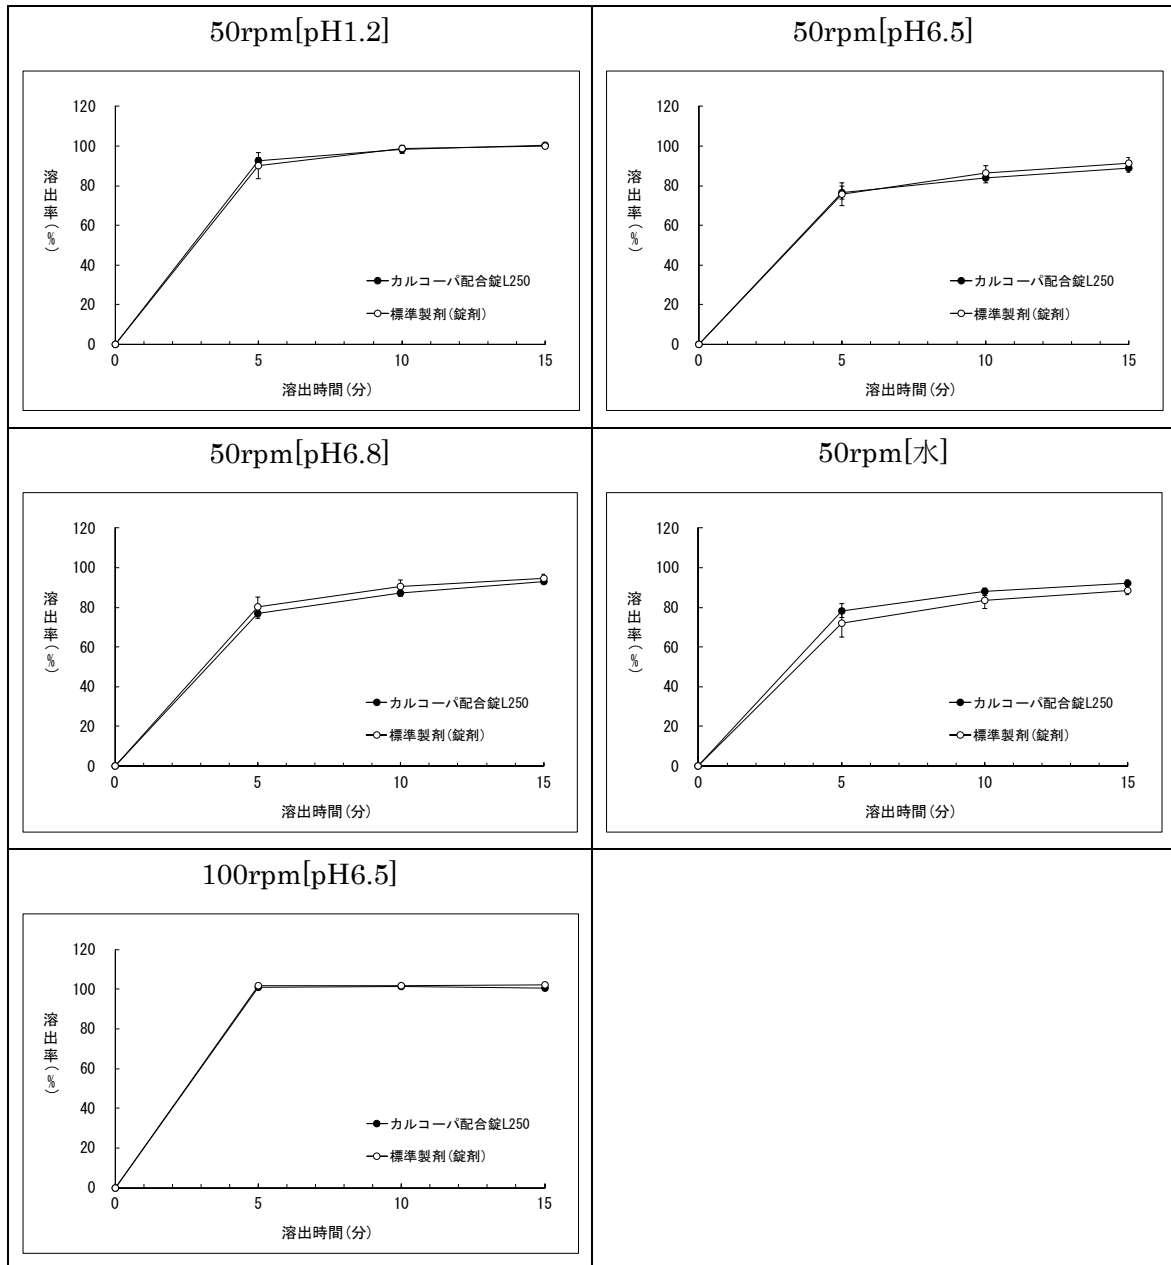 50rpm[pH1.2]
120
100
80
60
40
20
0
溶出率(%)
カルコーパ配合錠L250
標準製剤(錠剤)
0 5 10 15
溶出時間(分)
50rpm[pH6.5]
120
100
80
60
40
20
0
溶出率(%)
カルコーパ配合錠L250
標準製剤(錠剤)
0 5 10 15
溶出時間(分)
50rpm[pH6.8]
120
100
80
60
40
20
0
溶出率(%)
カルコーパ配合錠L250
標準製剤(錠剤)
0 5 10 15
溶出時間(分)
50rpm[水]
120
100
80
60
40
20
0
溶出率(%)
カルコーパ配合錠L250
標準製剤(錠剤)
0 5 10 15
溶出時間(分)
100rpm[pH6.5]
120
100
80
60
40
20
0
溶出率(%)
カルコーパ配合錠L250
標準製剤(錠剤)
0 5 10 15
溶出時間(分)